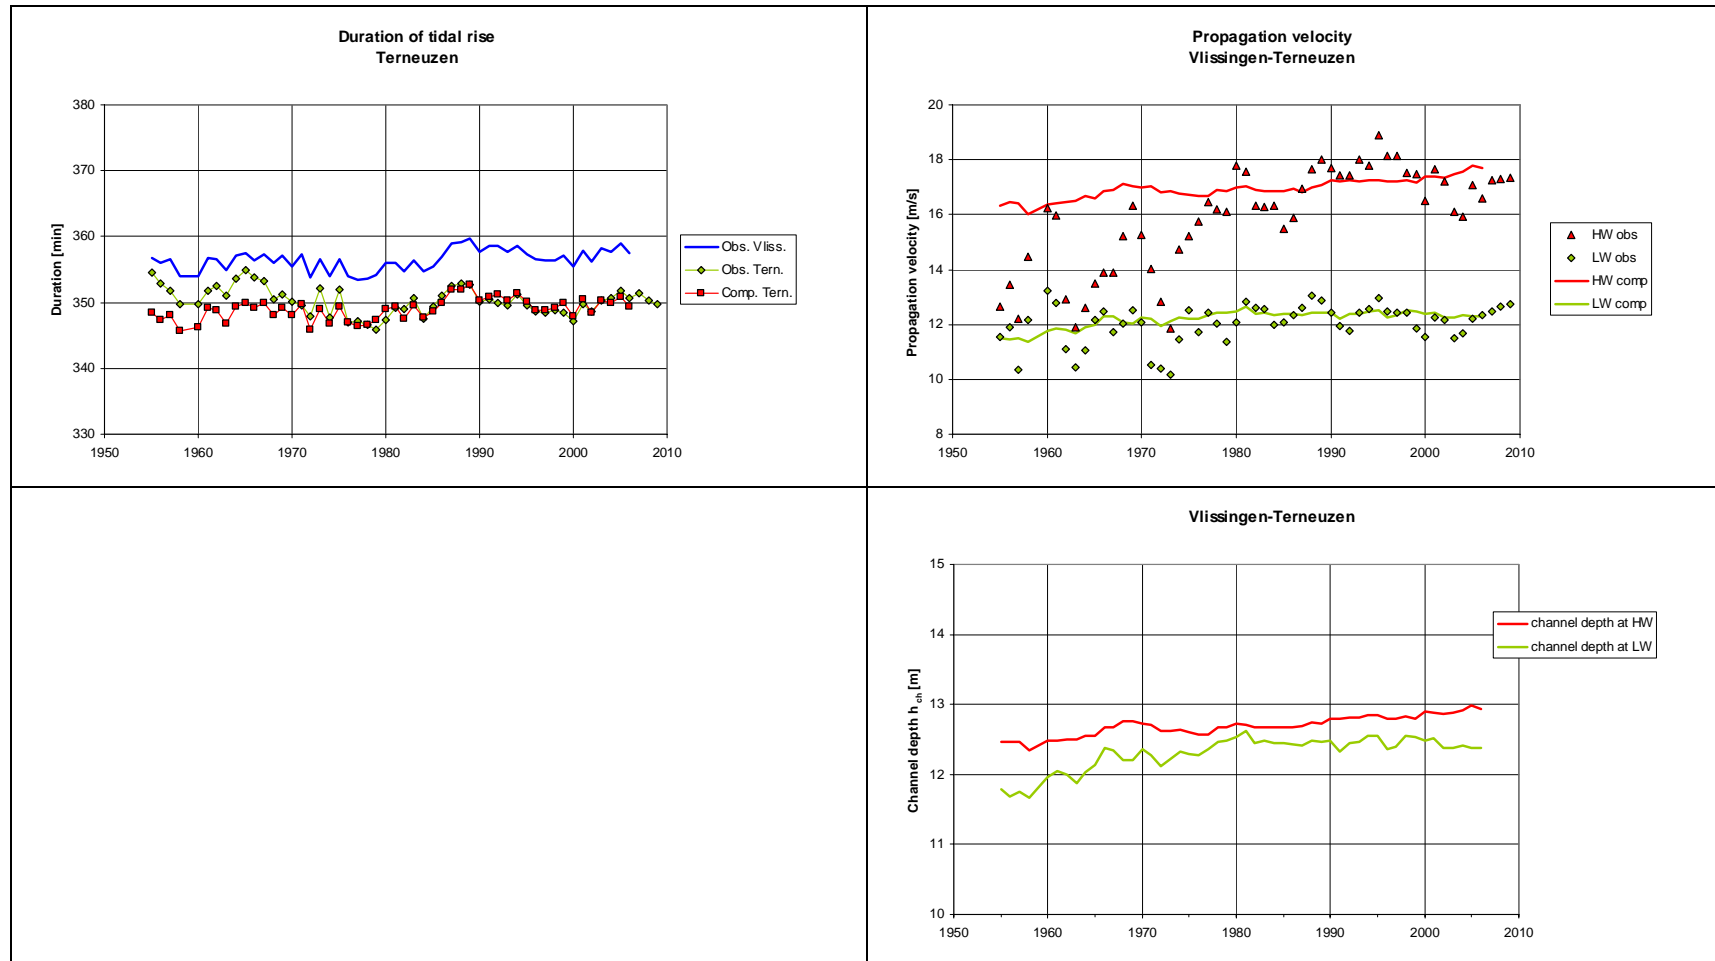 Duration of tidal rise
Terneuzen
Duration [min]
380
370
360
350
340
330
1950
1960
1970
1980
1990
2000
2010
Obs. Vliss.
Obs. Tern.
Comp. Tern.
Propagation velocity
Vlissingen-Terneuzen
Propagation velocity [m/s]
20
18
16
14
12
10
8
1950
1960
1970
1980
1990
2000
2010
HW obs
LW obs
HW comp
LW comp
Vlissingen-Terneuzen
Channel depth h ch [m]
15
14
13
12
11
10
1950
1960
1970
1980
1990
2000
2010
channel depth at HW
channel depth at LW